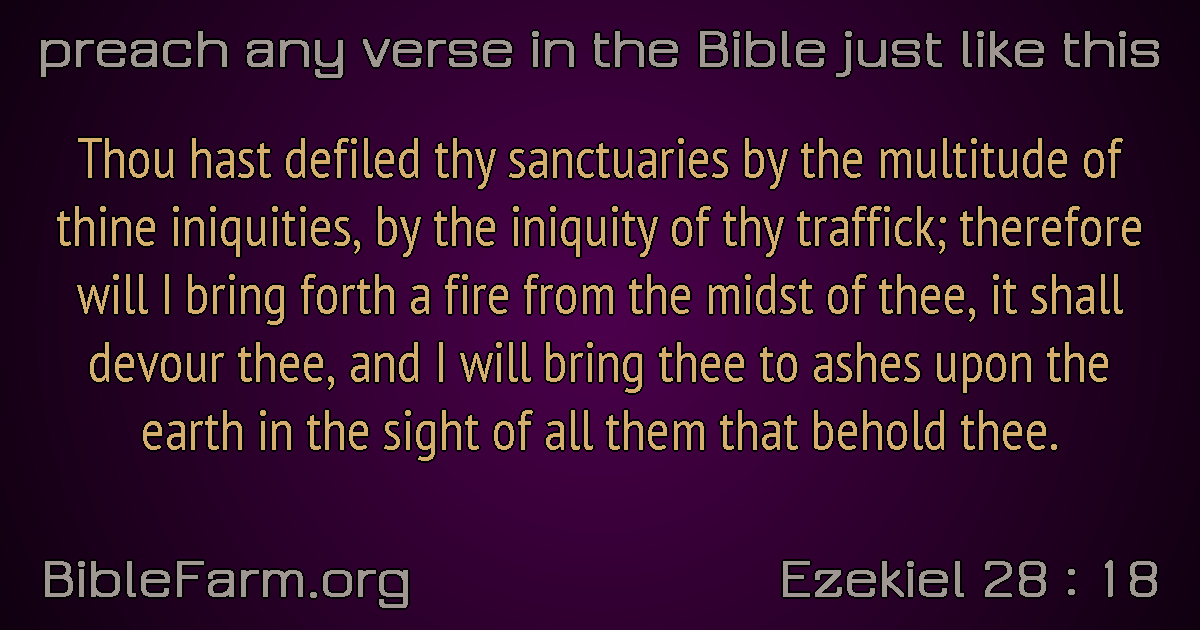 preach any verse in the Bible just like this
Thou hast defiled thy sanctuaries by the multitude of
thine iniquities, by the iniquity of thy traffick; therefore
will I bring forth a fire from the midst of thee, it shall
devour thee, and I will bring thee to ashes upon the
earth in the sight of all them that behold thee.
BibleFarm.org
Ezekiel 28 : 18